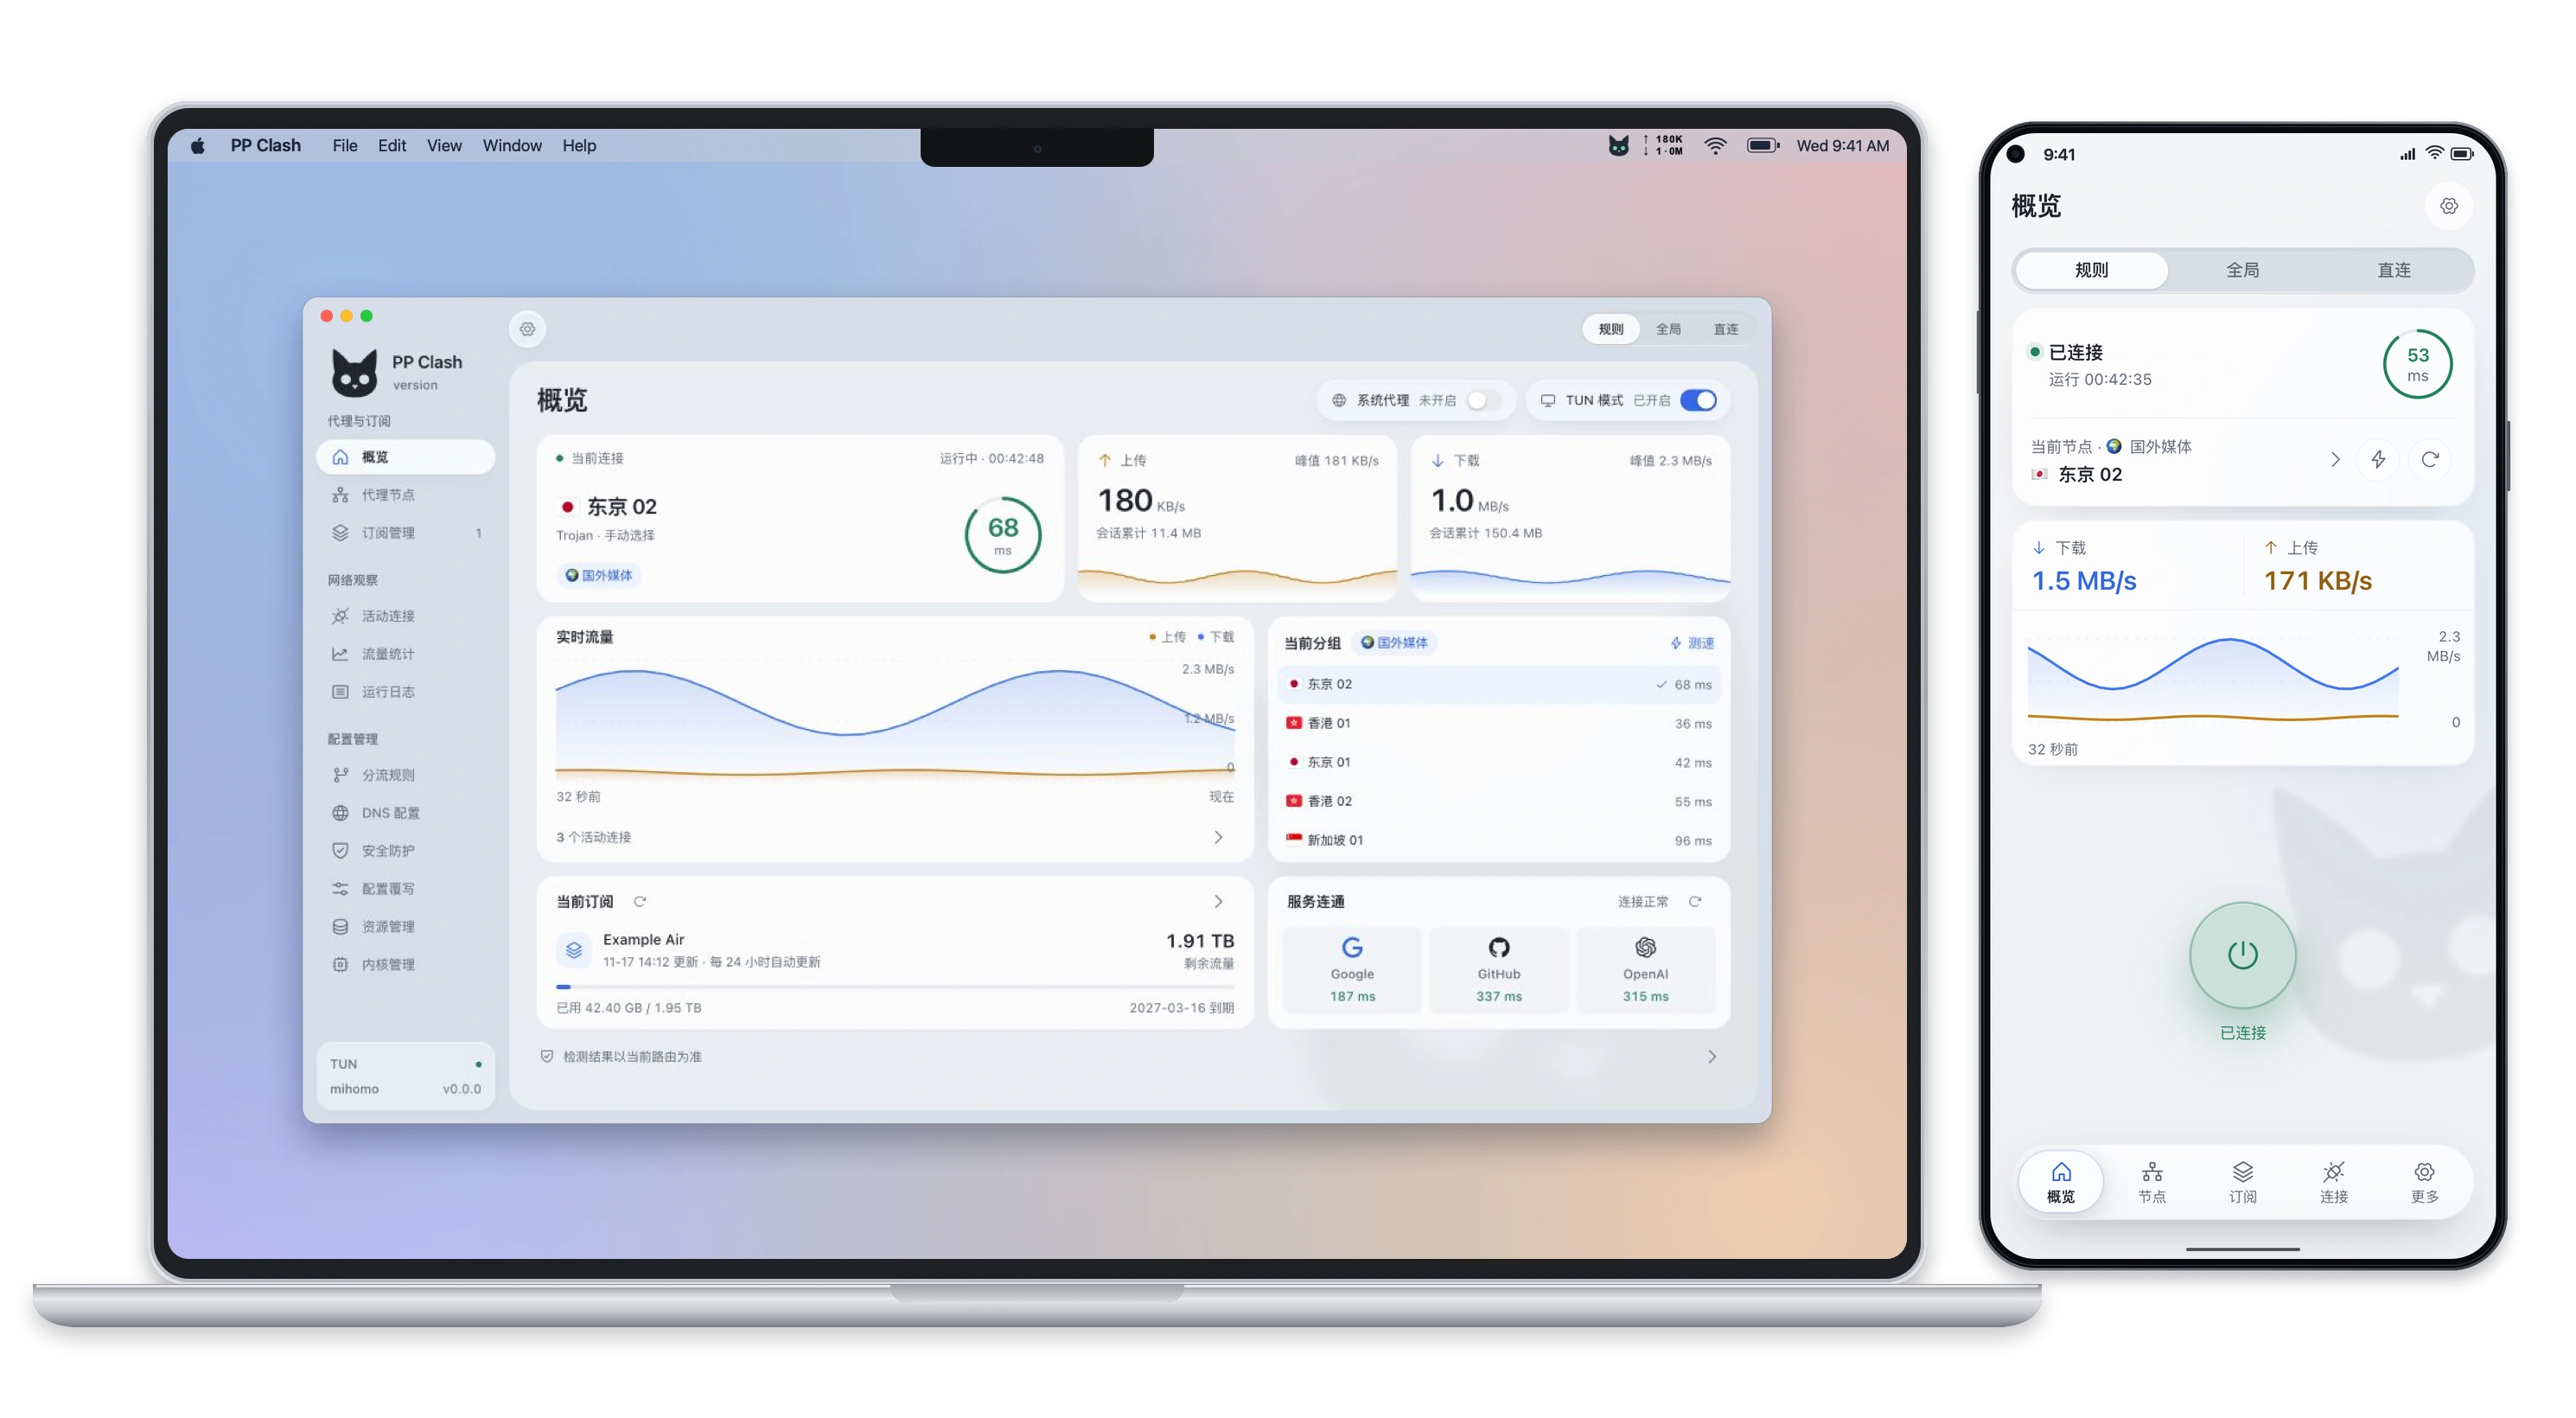 PP Clash File Edit View Window Help
↑ 180K
↓ 1.0M
Wed 9:41 AM
规则 全局 直连
PP Clash
version
代理与订阅
概览
代理节点
订阅管理 1
网络观察
活动连接
流量统计
运行日志
配置管理
分流规则
DNS 配置
安全防护
配置覆写
资源管理
内核管理
TUN
mihomo v0.0.0
概览
系统代理 未开启
TUN 模式 已开启
当前连接 运行中 · 00:42:48
东京 02
Trojan · 手动选择
国外媒体
68
ms
↑ 上传 峰值 181 KB/s
180 KB/s
会话累计 11.4 MB
↓ 下载 峰值 2.3 MB/s
1.0 MB/s
会话累计 150.4 MB
实时流量 上传 下载
2.3 MB/s
1.2 MB/s
0
32 秒前 现在
3 个活动连接
当前分组 国外媒体 测速
东京 02 68 ms
香港 01 36 ms
东京 01 42 ms
香港 02 55 ms
新加坡 01 96 ms
当前订阅
Example Air 1.91 TB
11-17 14:12 更新 · 每 24 小时自动更新 剩余流量
已用 42.40 GB / 1.95 TB 2027-03-16 到期
服务连通 连接正常
Google GitHub OpenAI
187 ms 337 ms 315 ms
检测结果以当前路由为准
9:41
概览
规则 全局 直连
已连接
运行 00:42:35
53
ms
当前节点 · 国外媒体
东京 02
↓ 下载 ↑ 上传
1.5 MB/s 171 KB/s
2.3
MB/s
0
32 秒前
已连接
概览 节点 订阅 连接 更多